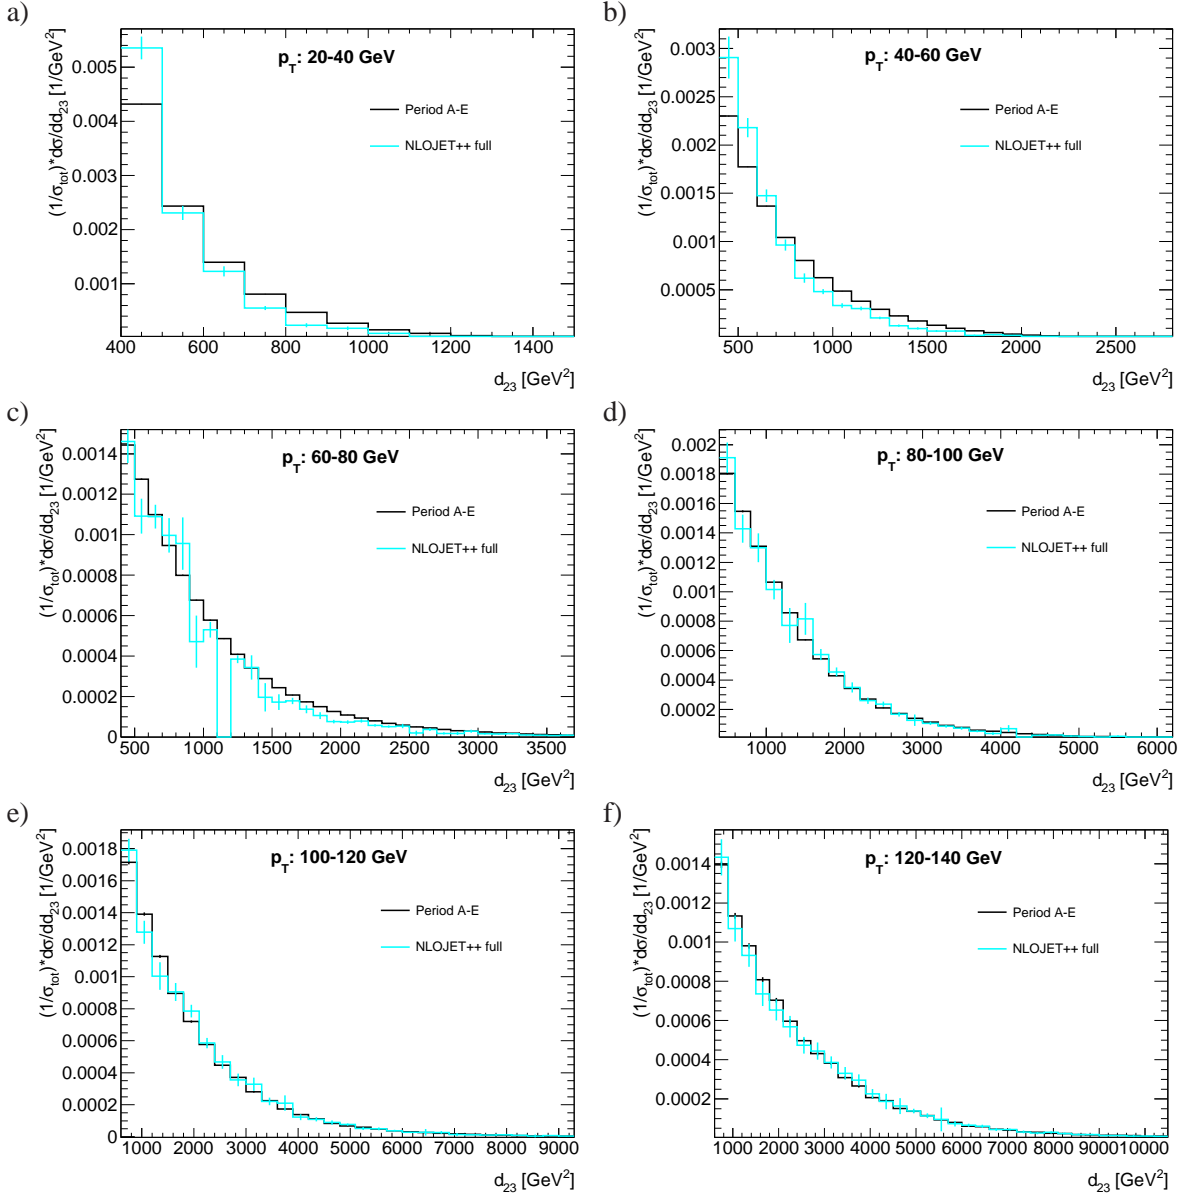 a)
p_T: 20-40 GeV
Period A-E
NLOJET++ full
(1/σ_tot)*dσ/dd_23 [1/GeV^2]
0.005
0.004
0.003
0.002
0.001
400 600 800 1000 1200 1400
d_23 [GeV^2]
b)
p_T: 40-60 GeV
Period A-E
NLOJET++ full
(1/σ_tot)*dσ/dd_23 [1/GeV^2]
0.003
0.0025
0.002
0.0015
0.001
0.0005
500 1000 1500 2000 2500
d_23 [GeV^2]
c)
p_T: 60-80 GeV
Period A-E
NLOJET++ full
(1/σ_tot)*dσ/dd_23 [1/GeV^2]
0.0014
0.0012
0.001
0.0008
0.0006
0.0004
0.0002
0
500 1000 1500 2000 2500 3000 3500
d_23 [GeV^2]
d)
p_T: 80-100 GeV
Period A-E
NLOJET++ full
(1/σ_tot)*dσ/dd_23 [1/GeV^2]
0.002
0.0018
0.0016
0.0014
0.0012
0.001
0.0008
0.0006
0.0004
0.0002
1000 2000 3000 4000 5000 6000
d_23 [GeV^2]
e)
p_T: 100-120 GeV
Period A-E
NLOJET++ full
(1/σ_tot)*dσ/dd_23 [1/GeV^2]
0.0018
0.0016
0.0014
0.0012
0.001
0.0008
0.0006
0.0004
0.0002
0
1000 2000 3000 4000 5000 6000 7000 8000 9000
d_23 [GeV^2]
f)
p_T: 120-140 GeV
Period A-E
NLOJET++ full
(1/σ_tot)*dσ/dd_23 [1/GeV^2]
0.0014
0.0012
0.001
0.0008
0.0006
0.0004
0.0002
1000 2000 3000 4000 5000 6000 7000 8000 9000 10000
d_23 [GeV^2]